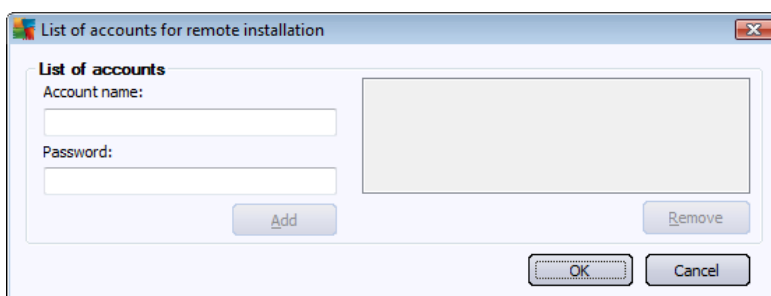 List of accounts for remote installation
List of accounts
Account name:
Password:
Add
Remove
OK
Cancel